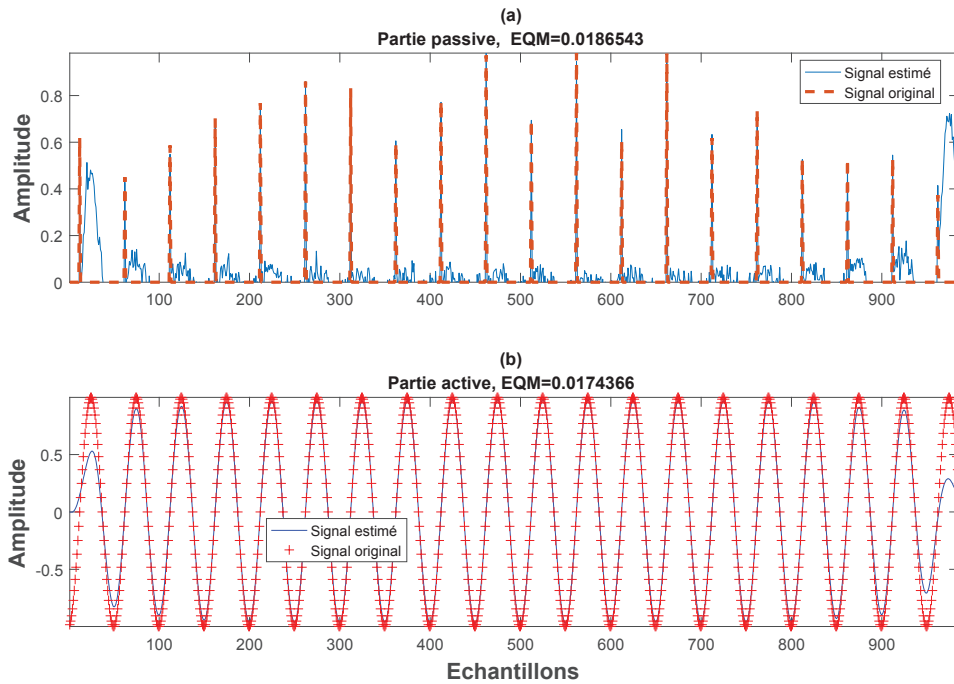 (a)
Partie passive, EQM=0.0186543
Amplitude
0.8
0.6
0.4
0.2
0
Signal estimé
Signal original
100 200 300 400 500 600 700 800 900
(b)
Partie active, EQM=0.0174366
Amplitude
0.5
0
-0.5
Signal estimé
Signal original
100 200 300 400 500 600 700 800 900
Echantillons